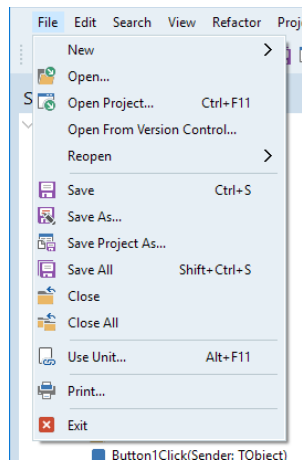 File Edit Search View Refactor
New
Open...
S
Open Project... Ctrl+F11
Open From Version Control...
Reopen
Save Ctrl+S
Save As...
Save Project As...
Save All Shift+Ctrl+S
Close
Close All
Use Unit... Alt+F11
Print...
Exit
Button1Click(Sender: TObject)